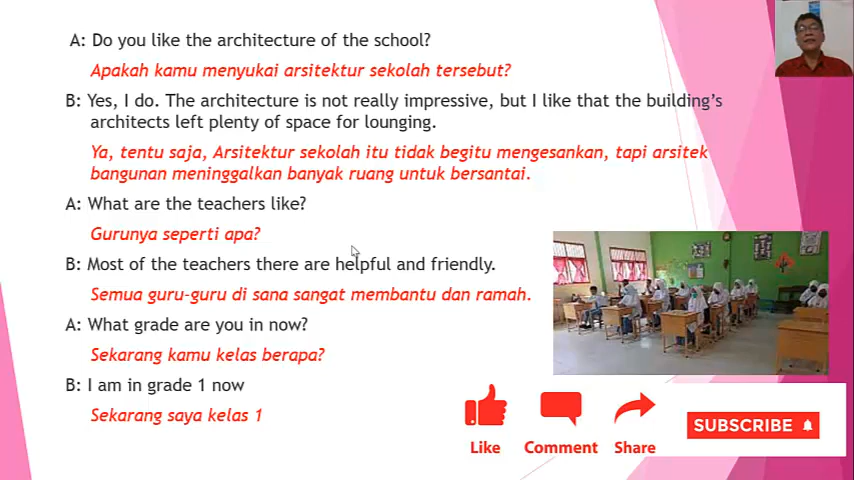 A: Do you like the architecture of the school?
Apakah kamu menyukai arsitektur sekolah tersebut?
B: Yes, I do. The architecture is not really impressive, but I like that the building's
architects left plenty of space for lounging.
Ya, tentu saja, Arsitektur sekolah itu tidak begitu mengesankan, tapi arsitek
bangunan meninggalkan banyak ruang untuk bersantai.
A: What are the teachers like?
Gurunya seperti apa?
B: Most of the teachers there are helpful and friendly.
Semua guru-guru di sana sangat membantu dan ramah.
A: What grade are you in now?
Sekarang kamu kelas berapa?
B: I am in grade 1 now
Sekarang saya kelas 1
Like
Comment
Share
SUBSCRIBE